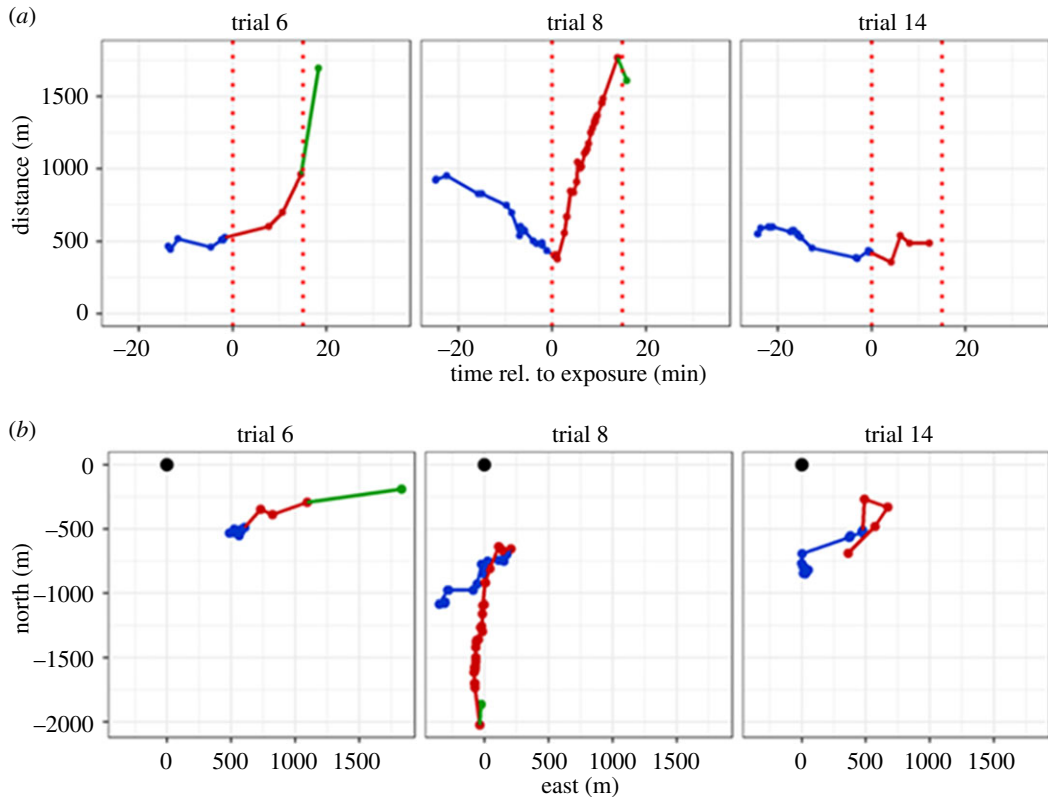 (a)
trial 6 trial 8 trial 14
1500
1000
500
0
distance (m)
−20 0 20 −20 0 20 −20 0 20
time rel. to exposure (min)
(b)
trial 6 trial 8 trial 14
0
−500
−1000
−1500
−2000
north (m)
0 500 1000 1500 0 500 1000 1500 0 500 1000 1500
east (m)